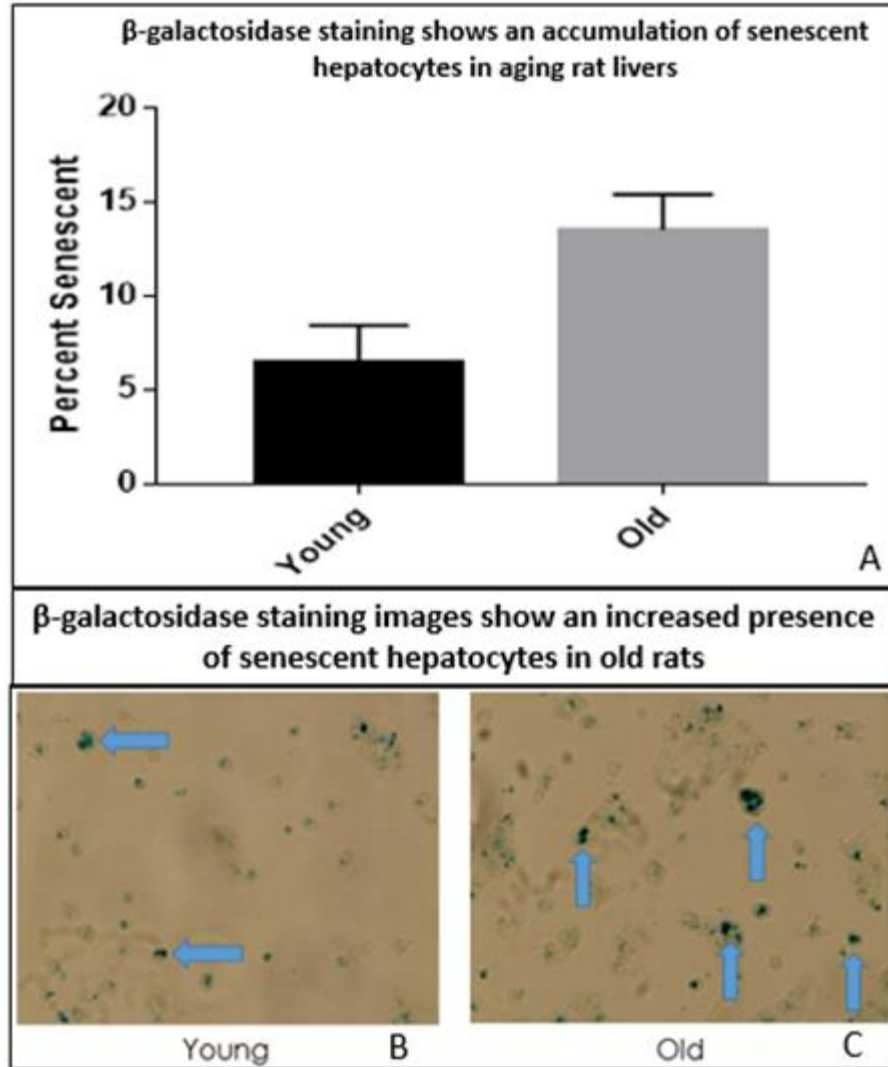 β-galactosidase staining shows an accumulation of senescent
hepatocytes in aging rat livers
Percent Senescent
20
15
10
5
0
Young
Old
A
β-galactosidase staining images show an increased presence
of senescent hepatocytes in old rats
Young
B
Old
C